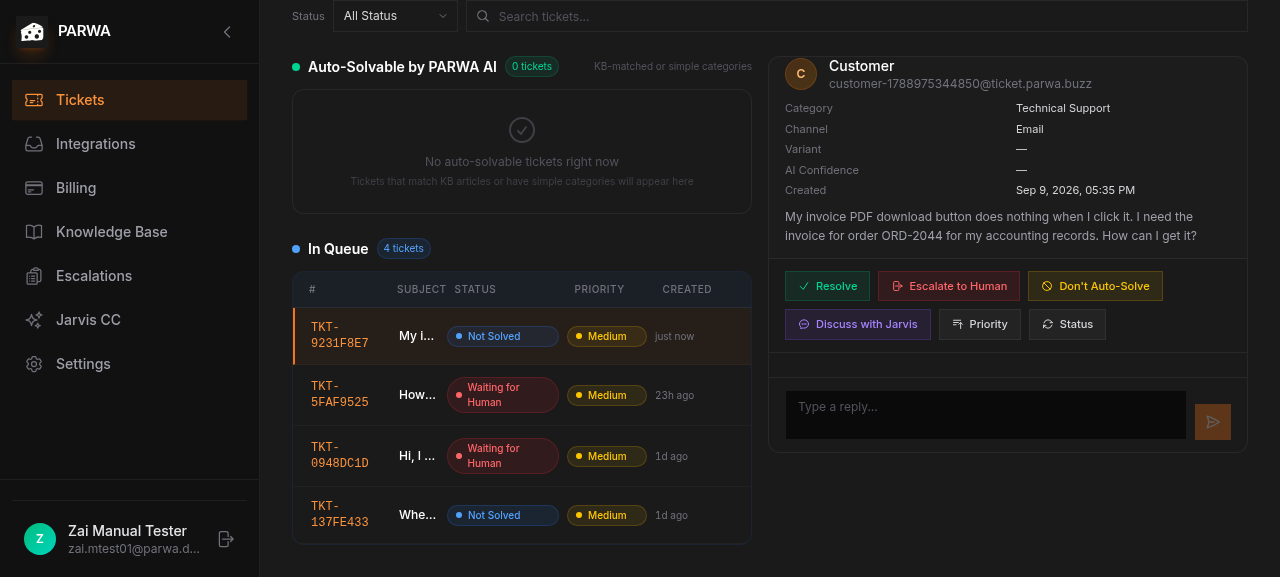 PARWA
Tickets
Integrations
Billing
Knowledge Base
Escalations
Jarvis CC
Settings
Z
Zai Manual Tester
zai.mtest01@parwa.d...
Status
All Status
Search tickets...
Auto-Solvable by PARWA AI
0 tickets
KB-matched or simple categories
No auto-solvable tickets right now
Tickets that match KB articles or have simple categories will appear here
In Queue
4 tickets
# SUBJECT STATUS PRIORITY CREATED
TKT-
9231F8E7
My i...
Not Solved
Medium
just now
TKT-
5FAF9525
How...
Waiting for
Human
Medium
23h ago
TKT-
0948DC1D
Hi, I ...
Waiting for
Human
Medium
1d ago
TKT-
137FE433
Whe...
Not Solved
Medium
1d ago
C
Customer
customer-1788975344850@ticket.parwa.buzz
Category Technical Support
Channel Email
Variant —
AI Confidence —
Created Sep 9, 2026, 05:35 PM
My invoice PDF download button does nothing when I click it. I need the
invoice for order ORD-2044 for my accounting records. How can I get it?
Resolve
Escalate to Human
Don't Auto-Solve
Discuss with Jarvis
Priority
Status
Type a reply...